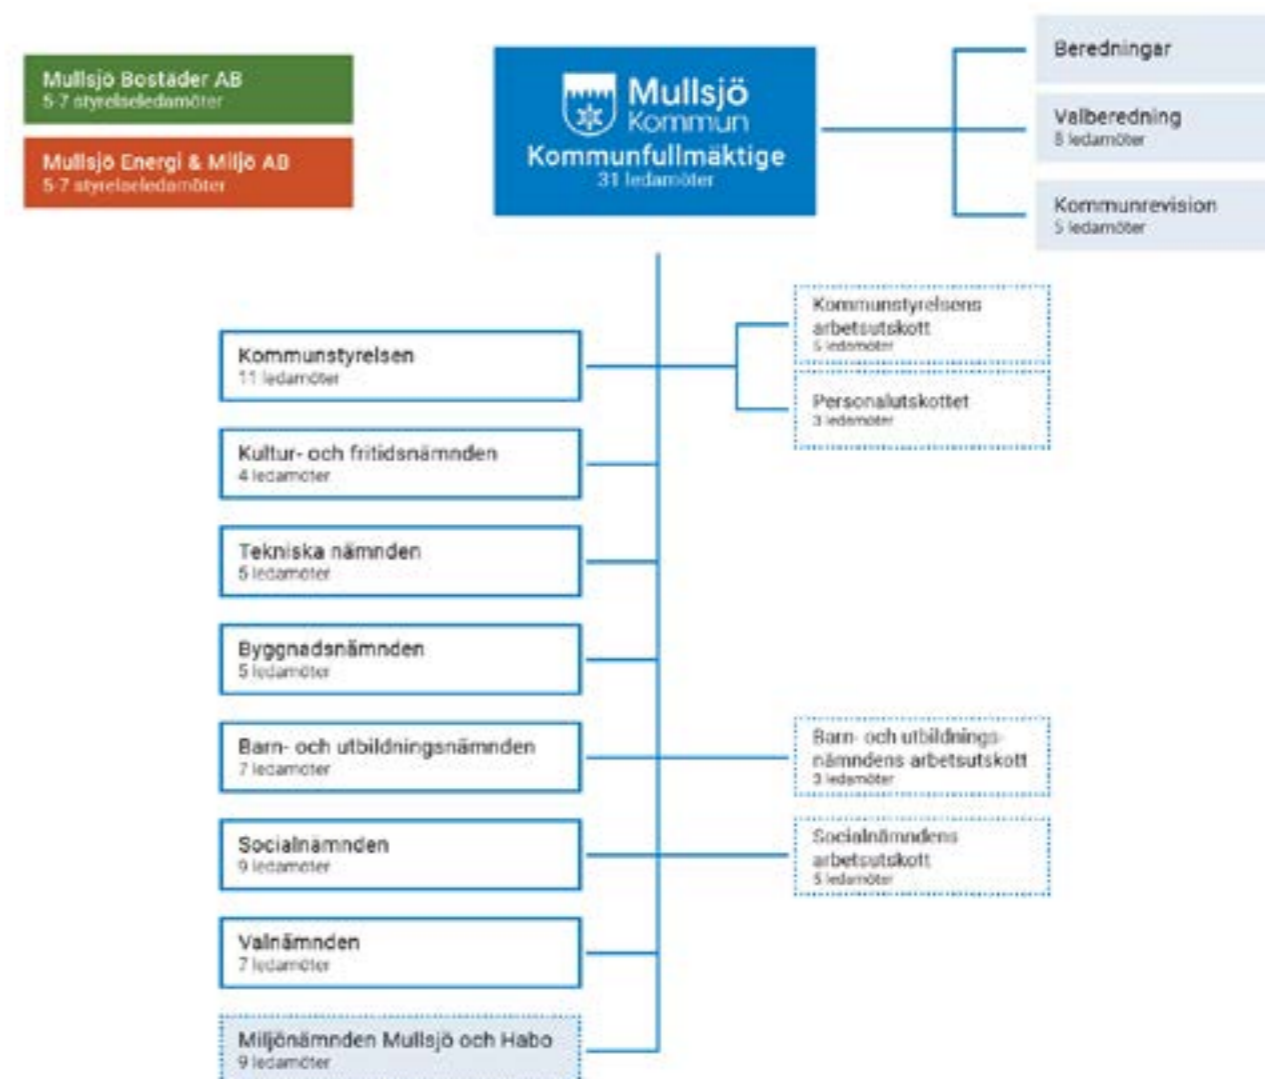 Mullsjö Bostäder AB
5-7 styrelseledamöter
Mullsjö Energi & Miljö AB
5-7 styrelseledamöter
Mullsjö
Kommun
Kommunfullmäktige
31 ledamöter
Beredningar
Valberedning
8 ledamöter
Kommunrevision
5 ledamöter
Kommunstyrelsen
11 ledamöter
Kommunstyrelsens
arbetsutskott
5 ledamöter
Personalutskottet
3 ledamöter
Kultur- och fritidsnämnden
4 ledamöter
Tekniska nämnden
5 ledamöter
Byggnadsnämnden
5 ledamöter
Barn- och utbildningsnämnden
7 ledamöter
Barn- och utbildnings-
nämndens arbetsutskott
3 ledamöter
Socialnämnden
9 ledamöter
Socialnämndens
arbetsutskott
5 ledamöter
Valnämnden
7 ledamöter
Miljönämnden Mullsjö och Habo
9 ledamöter